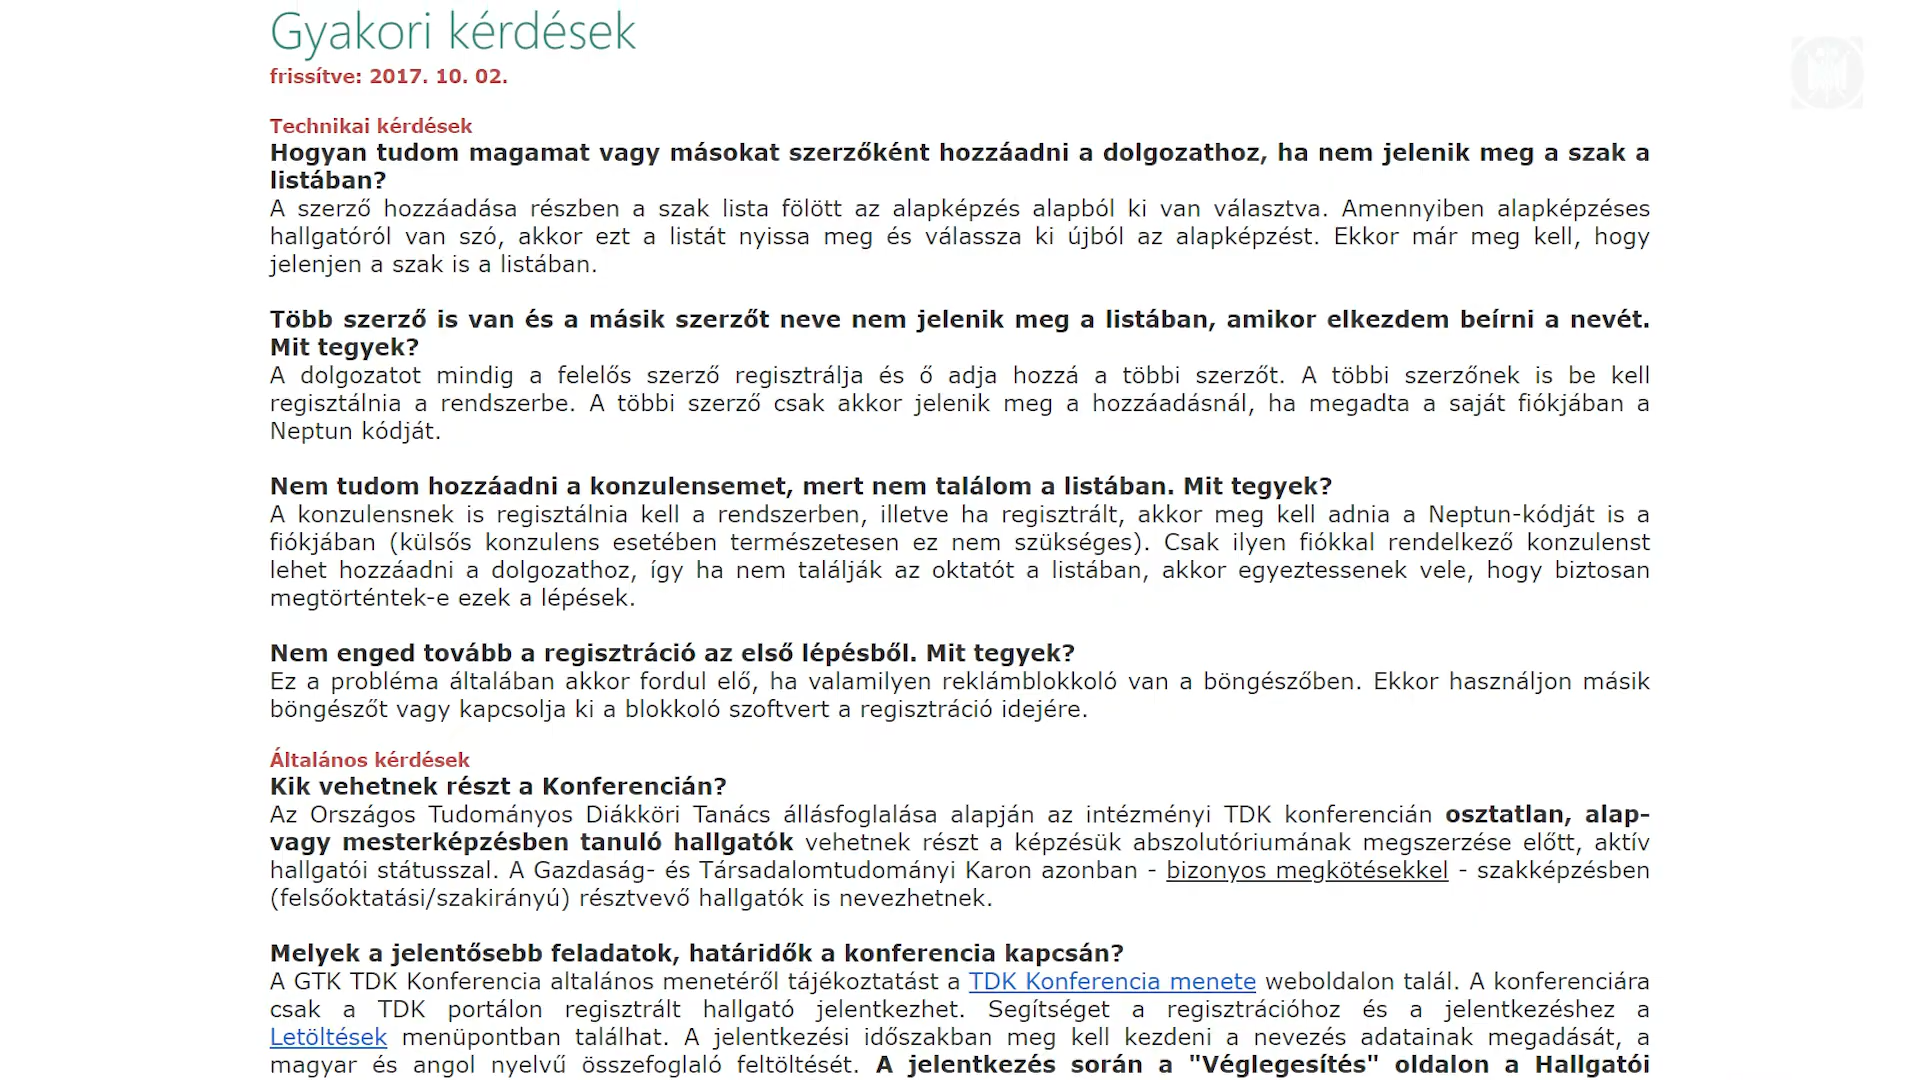 Gyakori kérdések
frissítve: 2017. 10. 02.
Technikai kérdések
Hogyan tudom magamat vagy másokat szerzőként hozzáadni a dolgozathoz, ha nem jelenik meg a szak a
listában?
A szerző hozzáadása részben a szak lista fölött az alapképzés alapból ki van választva. Amennyiben alapképzéses
hallgatóról van szó, akkor ezt a listát nyissa meg és válassza ki újból az alapképzést. Ekkor már meg kell, hogy
jelenjen a szak is a listában.
Több szerző is van és a másik szerzőt neve nem jelenik meg a listában, amikor elkezdem beírni a nevét.
Mit tegyek?
A dolgozatot mindig a felelős szerző regisztrálja és ő adja hozzá a többi szerzőt. A többi szerzőnek is be kell
regisztálnia a rendszerbe. A többi szerző csak akkor jelenik meg a hozzáadásnál, ha megadta a saját fiókjában a
Neptun kódját.
Nem tudom hozzáadni a konzulensemet, mert nem találom a listában. Mit tegyek?
A konzulensnek is regisztálnia kell a rendszerben, illetve ha regisztrált, akkor meg kell adnia a Neptun-kódját is a
fiókjában (külsős konzulens esetében természetesen ez nem szükséges). Csak ilyen fiókkal rendelkező konzulenst
lehet hozzáadni a dolgozathoz, így ha nem találják az oktatót a listában, akkor egyeztessenek vele, hogy biztosan
megtörténtek-e ezek a lépések.
Nem enged tovább a regisztráció az első lépésből. Mit tegyek?
Ez a probléma általában akkor fordul elő, ha valamilyen reklámblokkoló van a böngészőben. Ekkor használjon másik
böngészőt vagy kapcsolja ki a blokkoló szoftvert a regisztráció idejére.
Általános kérdések
Kik vehetnek részt a Konferencián?
Az Országos Tudományos Diákköri Tanács állásfoglalása alapján az intézményi TDK konferencián osztatlan, alap-
vagy mesterképzésben tanuló hallgatók vehetnek részt a képzésük abszolutóriumának megszerzése előtt, aktív
hallgatói státusszal. A Gazdaság- és Társadalomtudományi Karon azonban - bizonyos megkötésekkel - szakképzésben
(felsőoktatási/szakirányú) résztvevő hallgatók is nevezhetnek.
Melyek a jelentősebb feladatok, határidők a konferencia kapcsán?
A GTK TDK Konferencia altalános menetéről tájékoztatást a TDK Konferencia menete weboldalon talál. A konferenciára
csak a TDK portálon regisztrált hallgató jelentkezhet. Segítséget a regisztrációhoz és a jelentkezéshez a
Letöltések menüpontban találhat. A jelentkezési időszakban meg kell kezdeni a nevezés adatainak megadását, a
magyar és angol nyelvű összefoglaló feltöltését. A jelentkezés során a "Véglegesítés" oldalon a Hallgatói